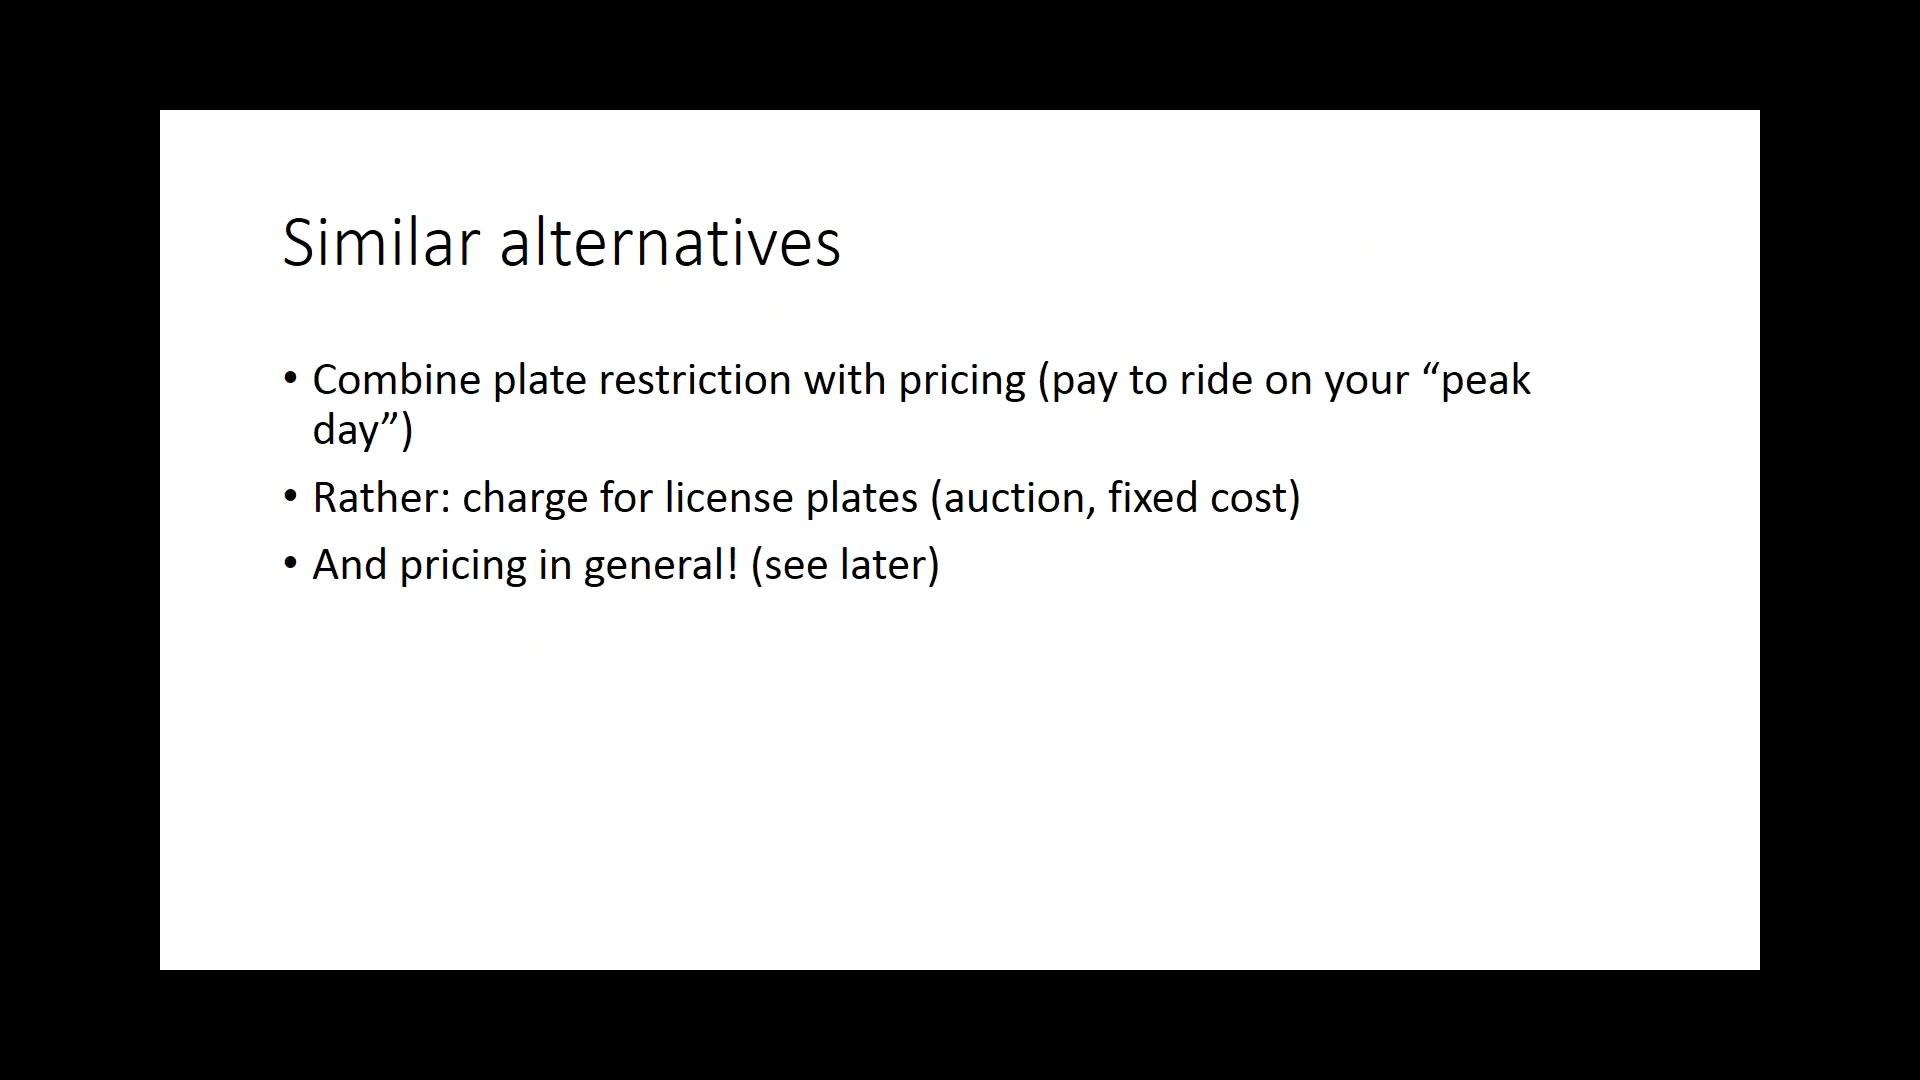 Similar alternatives
• Combine plate restriction with pricing (pay to ride on your “peak
day”)
• Rather: charge for license plates (auction, fixed cost)
• And pricing in general! (see later)